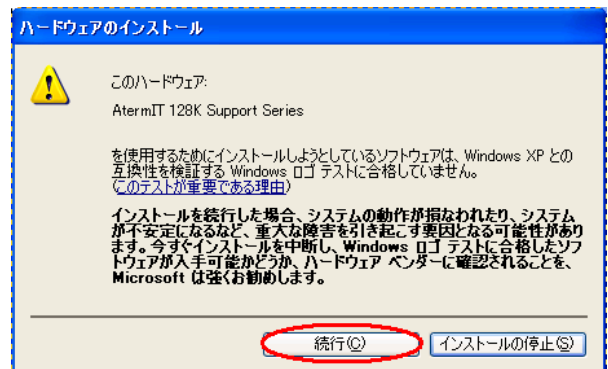 ハードウェアのインストール
このハードウェア:
AtermIT 128K Support Series
を使用するためにインストールしようとしているソフトウェアは、Windows XP との
互換性を検証する Windows ロゴ テストに合格していません。
(このテストが重要である理由)
インストールを続行した場合、システムの動作が損なわれたり、システム
が不安定になるなど、重大な障害を引き起こす要因となる可能性があり
ます。今すぐインストールを中断し、Windows ロゴ テストに合格したソフ
トウェアが入手可能かどうか、ハードウェア ベンダーに確認されることを、
Microsoft は強くお勧めします。
続行(C)
インストールの停止(S)